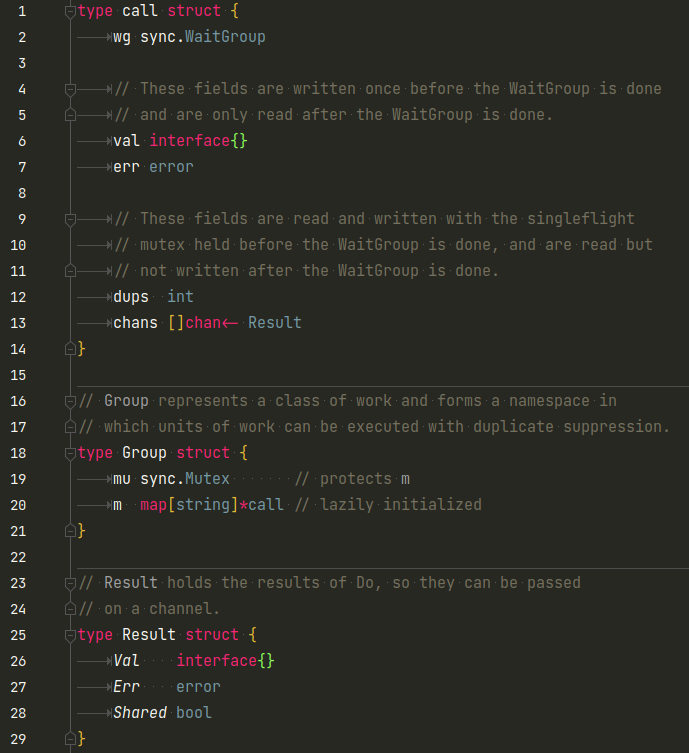 1 type call struct {
2 wg sync.WaitGroup
3
4 // These fields are written once before the WaitGroup is done
5 // and are only read after the WaitGroup is done.
6 val interface{}
7 err error
8
9 // These fields are read and written with the singleflight
10 // mutex held before the WaitGroup is done, and are read but
11 // not written after the WaitGroup is done.
12 dups  int
13 chans []chan<- Result
14 }
15
16 // Group represents a class of work and forms a namespace in
17 // which units of work can be executed with duplicate suppression.
18 type Group struct {
19 mu sync.Mutex       // protects m
20 m  map[string]*call // lazily initialized
21 }
22
23 // Result holds the results of Do, so they can be passed
24 // on a channel.
25 type Result struct {
26 Val    interface{}
27 Err    error
28 Shared bool
29 }